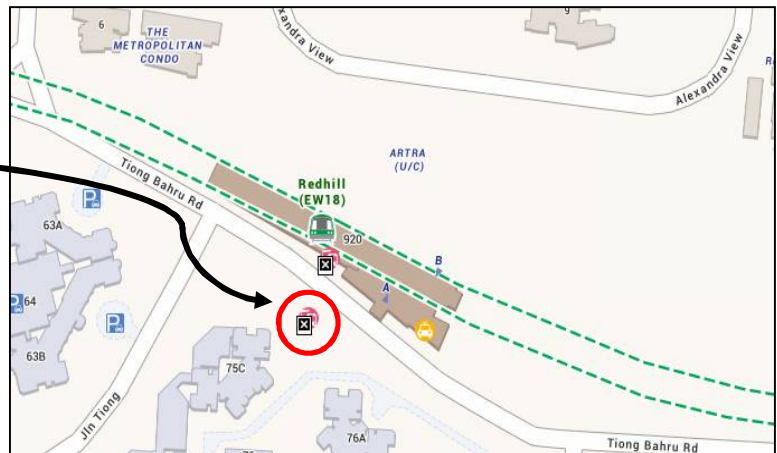 6
THE
METROPOLITAN
CONDO
9
Alexandra View
Alexandra View
ARTRA
(U/C)
Tiong Bahru Rd
Redhill
(EW18)
63A
920
B
A
64
63B
75C
Jln Tiong
76A
Tiong Bahru Rd